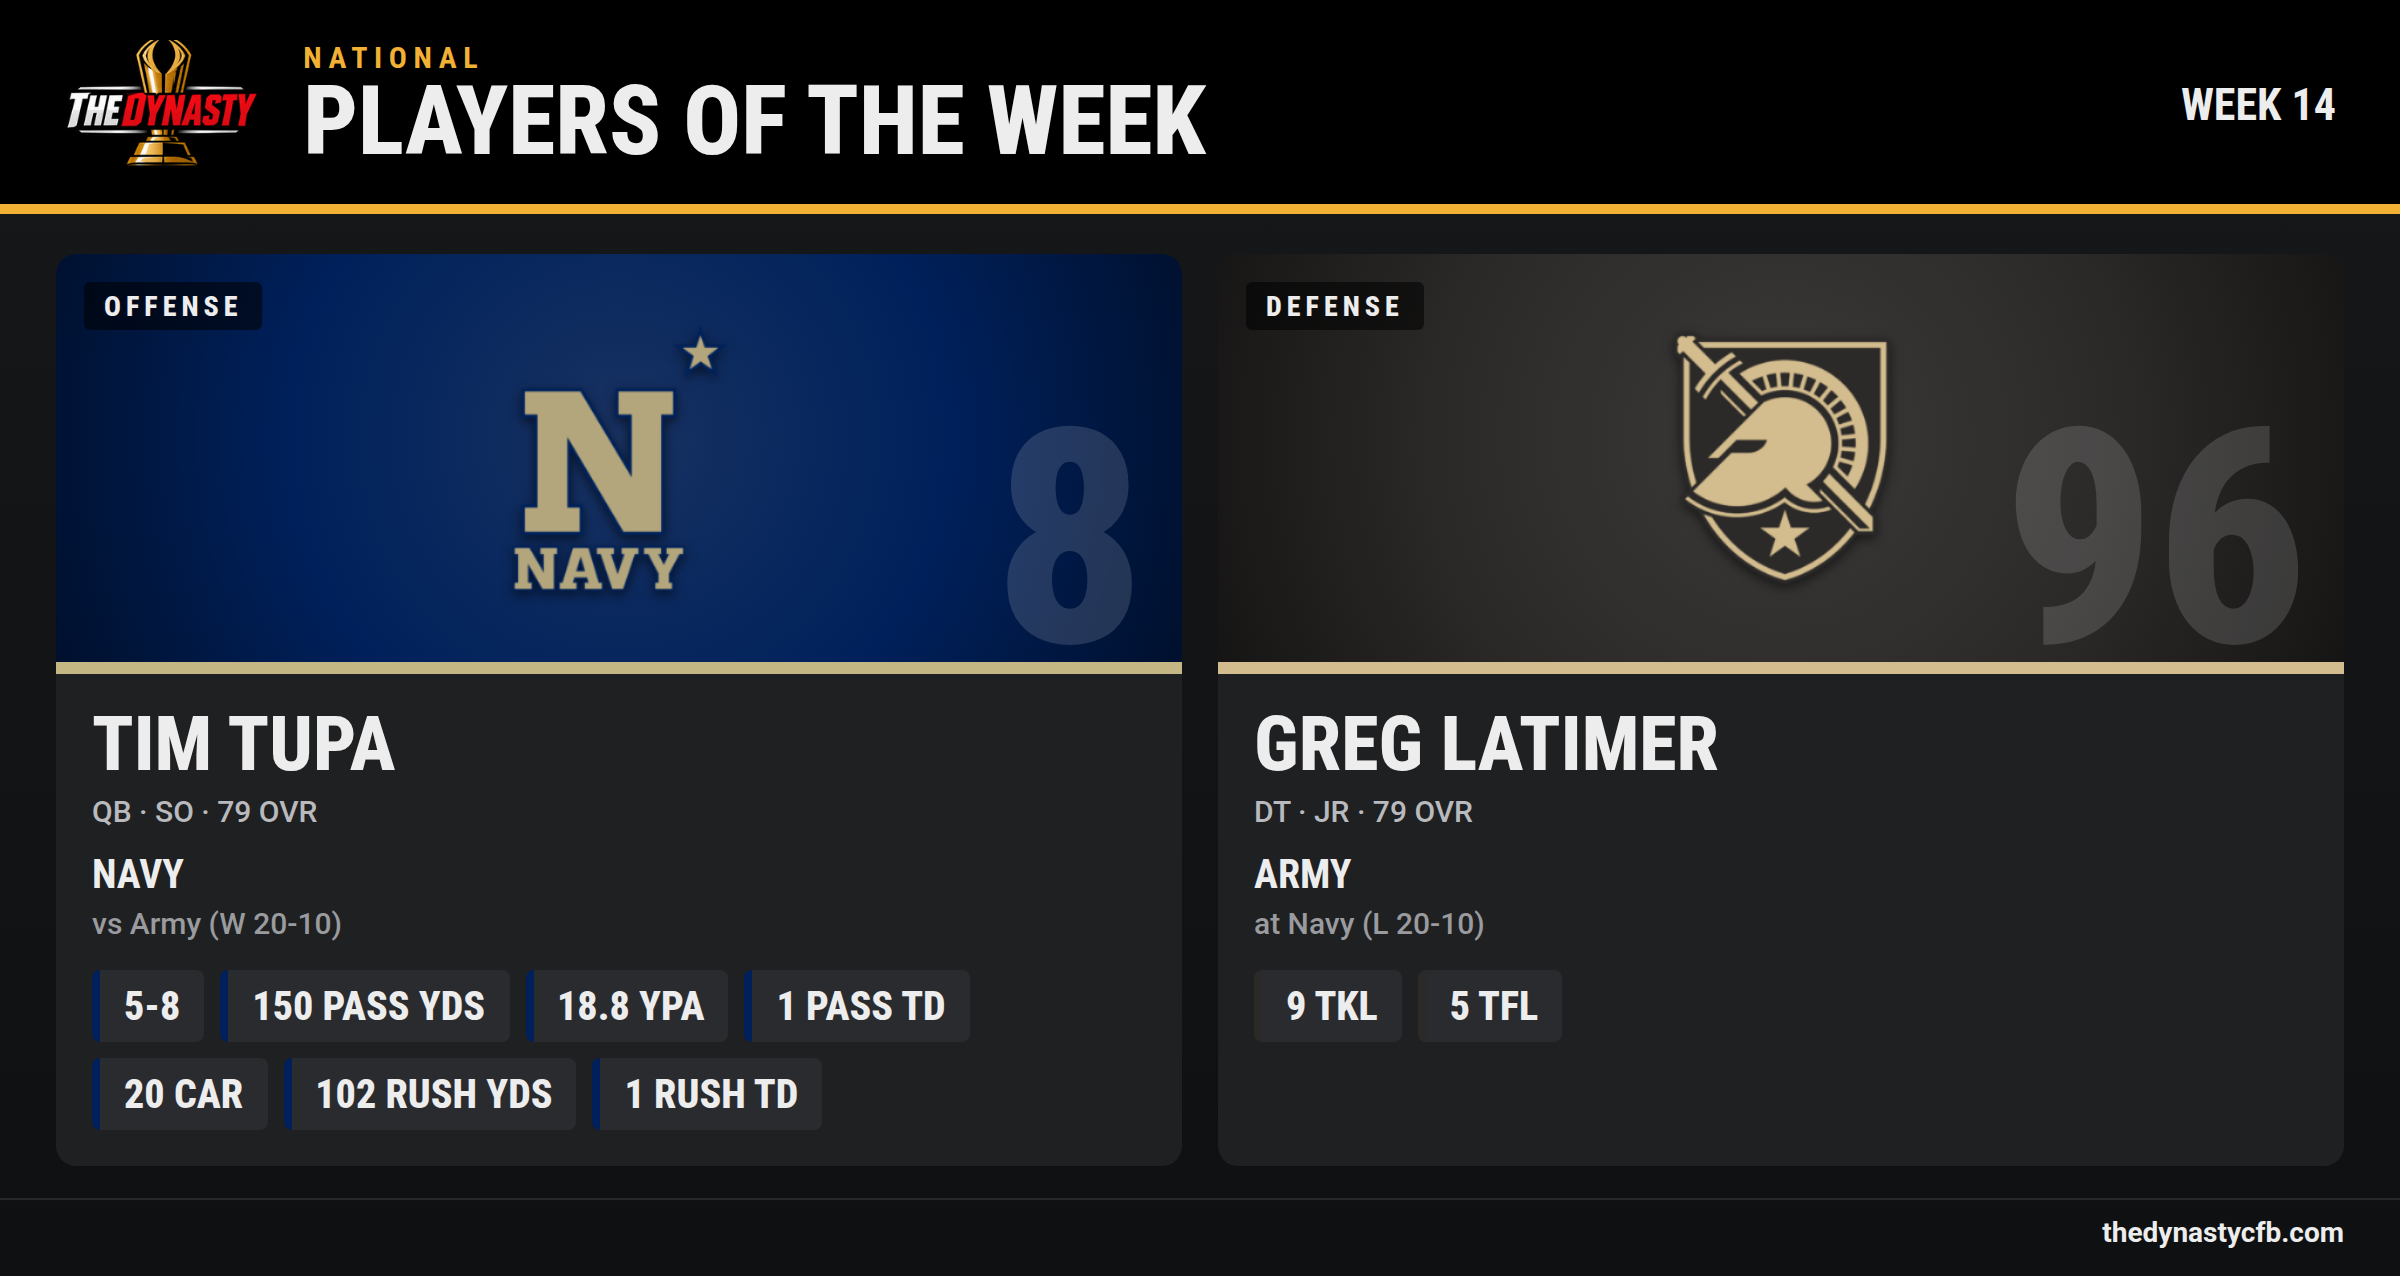 THE DYNASTY
NATIONAL
PLAYERS OF THE WEEK
WEEK 14
OFFENSE
N
NAVY
8
TIM TUPA
QB · SO · 79 OVR
NAVY
vs Army (W 20-10)
5-8
150 PASS YDS
18.8 YPA
1 PASS TD
20 CAR
102 RUSH YDS
1 RUSH TD
DEFENSE
96
GREG LATIMER
DT · JR · 79 OVR
ARMY
at Navy (L 20-10)
9 TKL
5 TFL
thedynastycfb.com